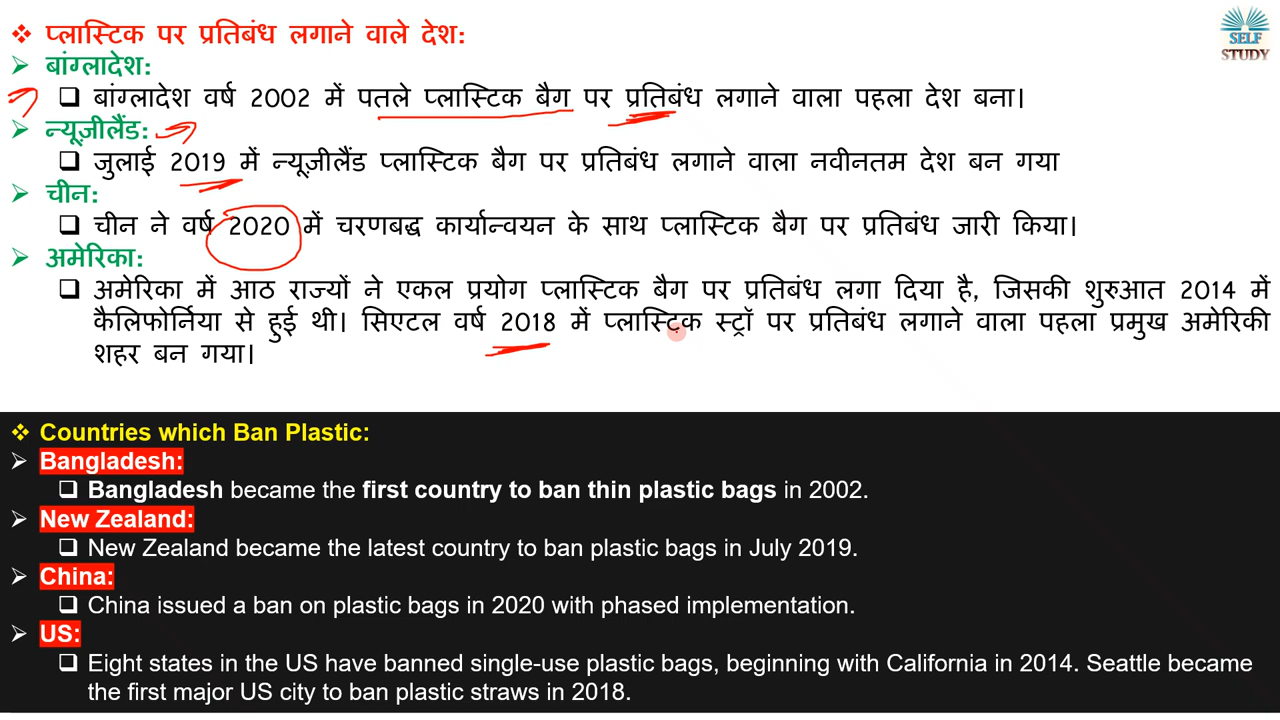 ❖ प्लास्टिक पर प्रतिबंध लगाने वाले देश:
SELF
STUDY
➢ बांग्लादेश:
❑ बांग्लादेश वर्ष 2002 में पतले प्लास्टिक बैग पर प्रतिबंध लगाने वाला पहला देश बना।
➢ न्यूज़ीलैंड:
❑ जुलाई 2019 में न्यूज़ीलैंड प्लास्टिक बैग पर प्रतिबंध लगाने वाला नवीनतम देश बन गया
➢ चीन:
❑ चीन ने वर्ष 2020 में चरणबद्ध कार्यान्वयन के साथ प्लास्टिक बैग पर प्रतिबंध जारी किया।
➢ अमेरिका:
❑ अमेरिका में आठ राज्यों ने एकल प्रयोग प्लास्टिक बैग पर प्रतिबंध लगा दिया है, जिसकी शुरुआत 2014 में
कैलिफोर्निया से हुई थी। सिएटल वर्ष 2018 में प्लास्टिक स्ट्रॉ पर प्रतिबंध लगाने वाला पहला प्रमुख अमेरिकी
शहर बन गया।
❖ Countries which Ban Plastic:
➢ Bangladesh:
❑ Bangladesh became the first country to ban thin plastic bags in 2002.
➢ New Zealand:
❑ New Zealand became the latest country to ban plastic bags in July 2019.
➢ China:
❑ China issued a ban on plastic bags in 2020 with phased implementation.
➢ US:
❑ Eight states in the US have banned single-use plastic bags, beginning with California in 2014. Seattle became
the first major US city to ban plastic straws in 2018.